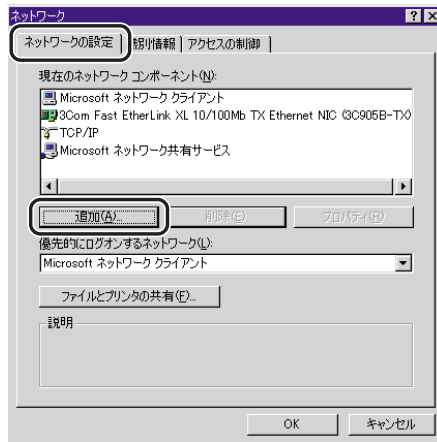 ネットワーク
ネットワークの設定 識別情報 アクセスの制御
現在のネットワーク コンポーネント(N):
Microsoft ネットワーク クライアント
3Com Fast EtherLink XL 10/100Mb TX Ethernet NIC (3C905B-TX)
TCP/IP
Microsoft ネットワーク共有サービス
追加(A)... 削除(E) プロパティ(R)
優先的にログオンするネットワーク(L):
Microsoft ネットワーク クライアント
ファイルとプリンタの共有(F)...
説明
OK キャンセル